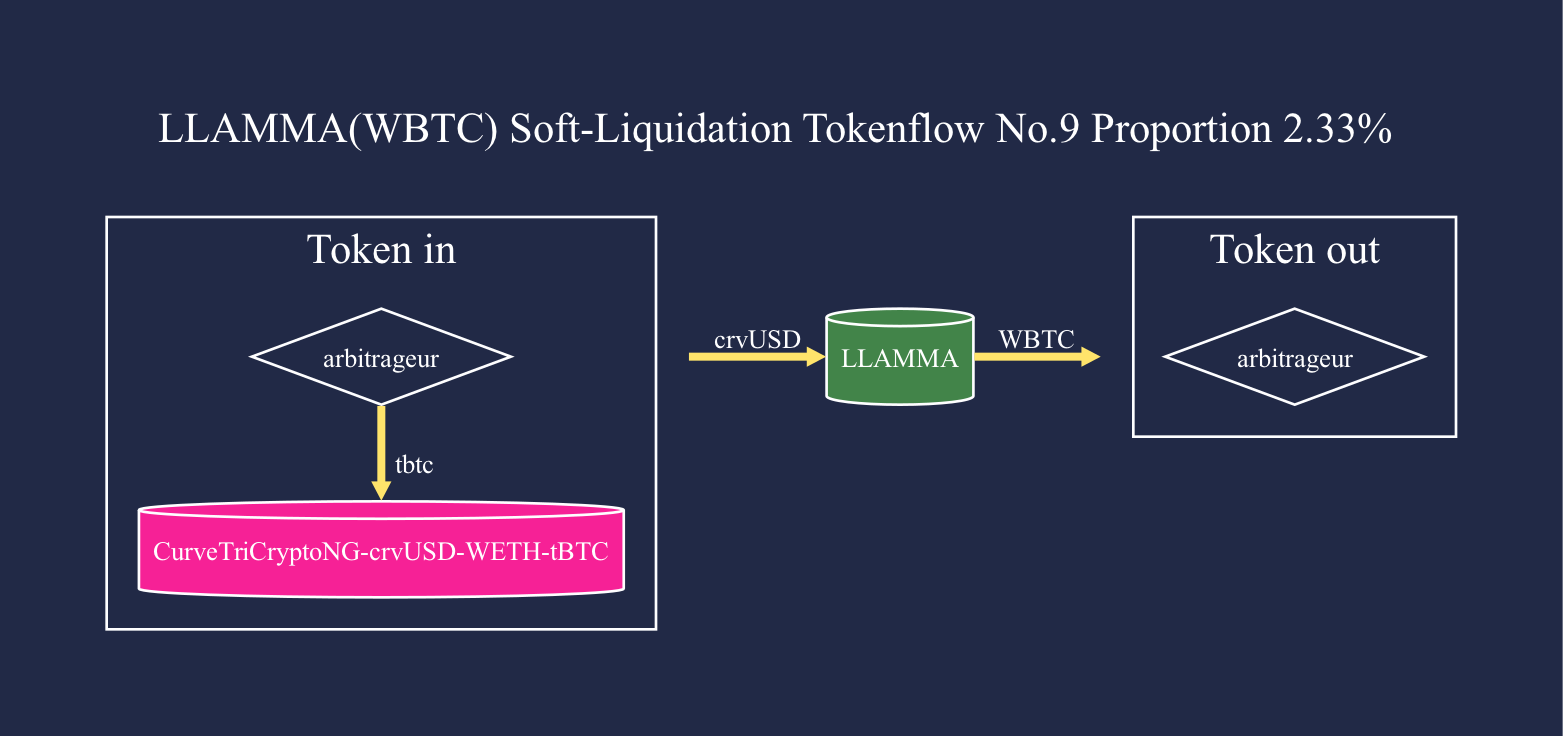 LLAMMA(WBTC) Soft-Liquidation Tokenflow No.9 Proportion 2.33%
Token in
arbitrageur
tbtc
CurveTriCryptoNG-crvUSD-WETH-tBTC
crvUSD
LLAMMA
WBTC
Token out
arbitrageur